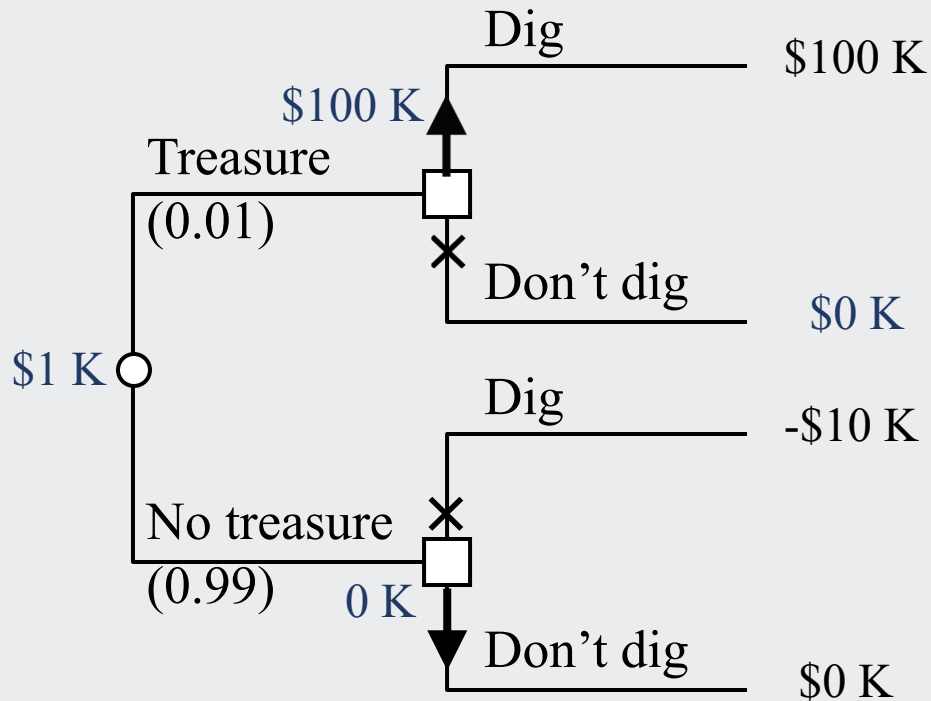 Dig
$100 K
$100 K
Treasure
(0.01)
Don’t dig
$0 K
$1 K
Dig
-$10 K
No treasure
(0.99)
0 K
Don’t dig
$0 K